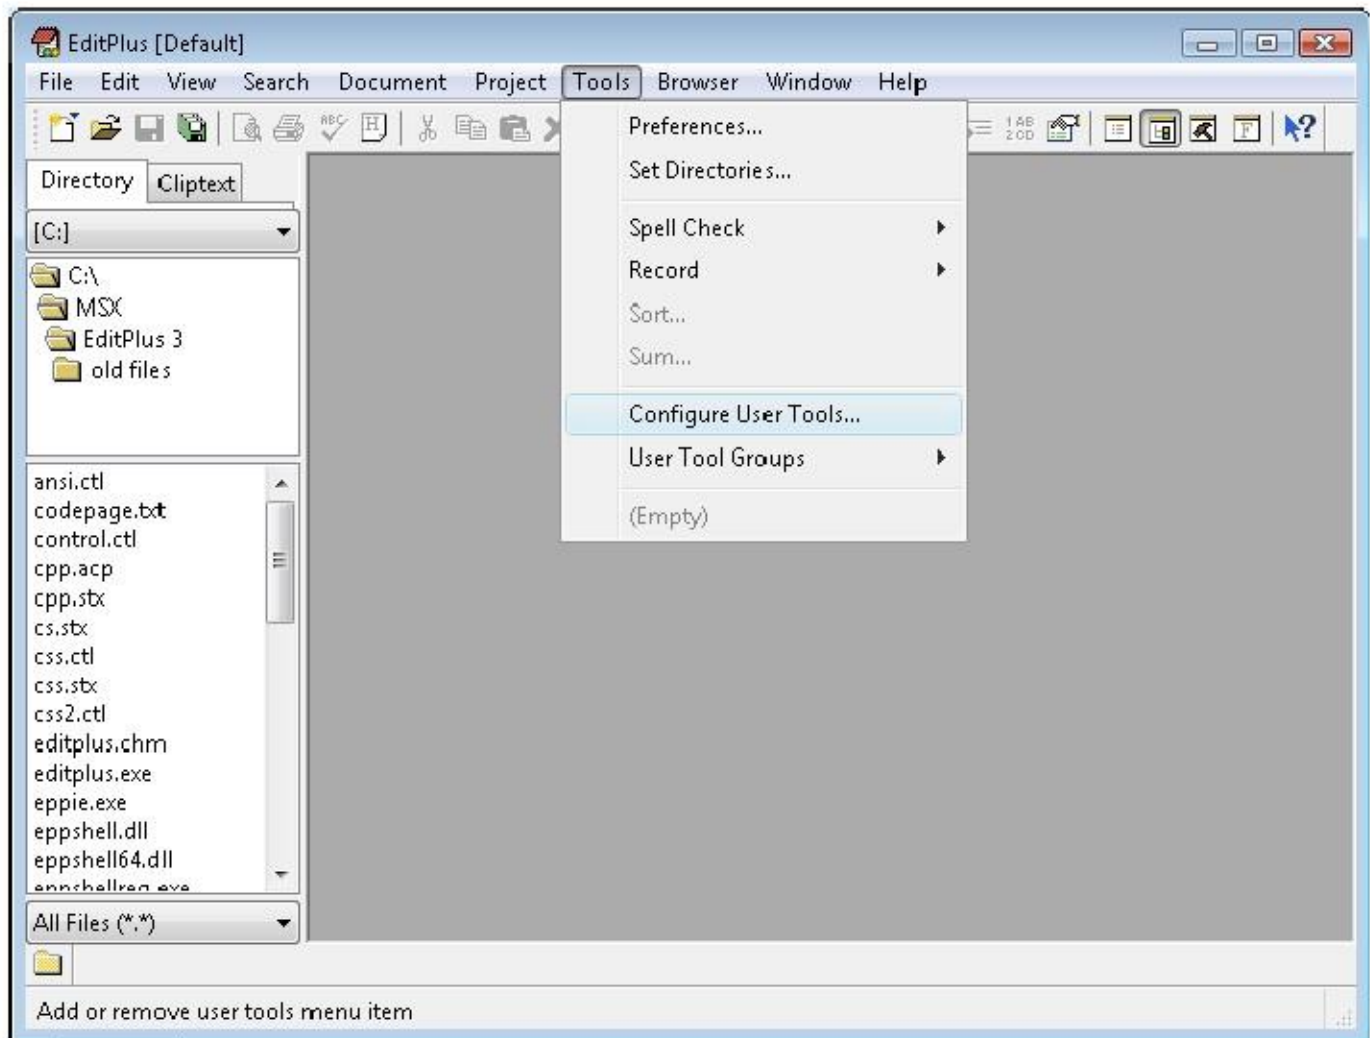 EditPlus [Default]
File Edit View Search Document Project Tools Browser Window Help
Directory Cliptext
[C:]
C:\
MSX
EditPlus 3
old files
ansi.ctl
codepage.txt
control.ctl
cpp.acp
cpp.stx
cs.stx
css.ctl
css.stx
css2.ctl
editplus.chm
editplus.exe
eppie.exe
eppshell.dll
eppshell64.dll
eppshellreg.exe
All Files (*.*)
Preferences...
Set Directories...
Spell Check
Record
Sort...
Sum...
Configure User Tools...
User Tool Groups
(Empty)
Add or remove user tools menu item